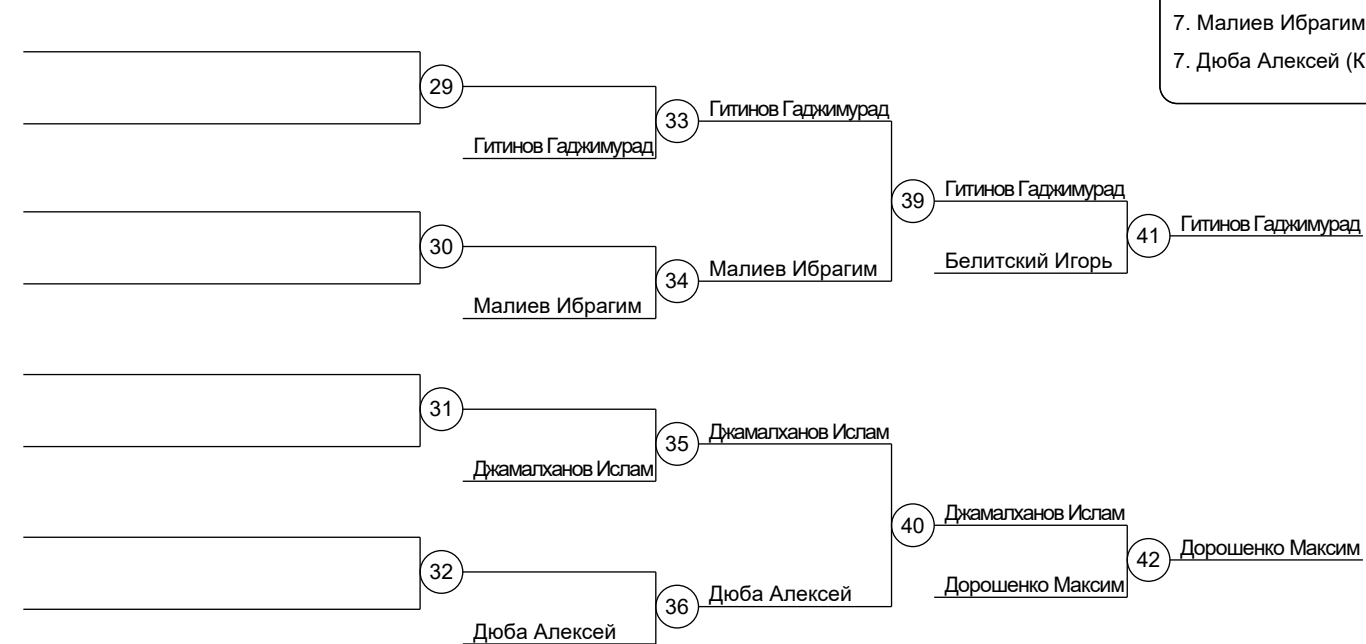 7. Малиев Ибрагим
7. Дюба Алексей (К
29
33
Гитинов Гаджимурад
Гитинов Гаджимурад
39
Гитинов Гаджимурад
41
Гитинов Гаджимурад
30
34
Малиев Ибрагим
Белитский Игорь
Малиев Ибрагим
31
35
Джамалханов Ислам
Джамалханов Ислам
40
Джамалханов Ислам
42
Дорошенко Максим
32
36
Дюба Алексей
Дорошенко Максим
Дюба Алексей